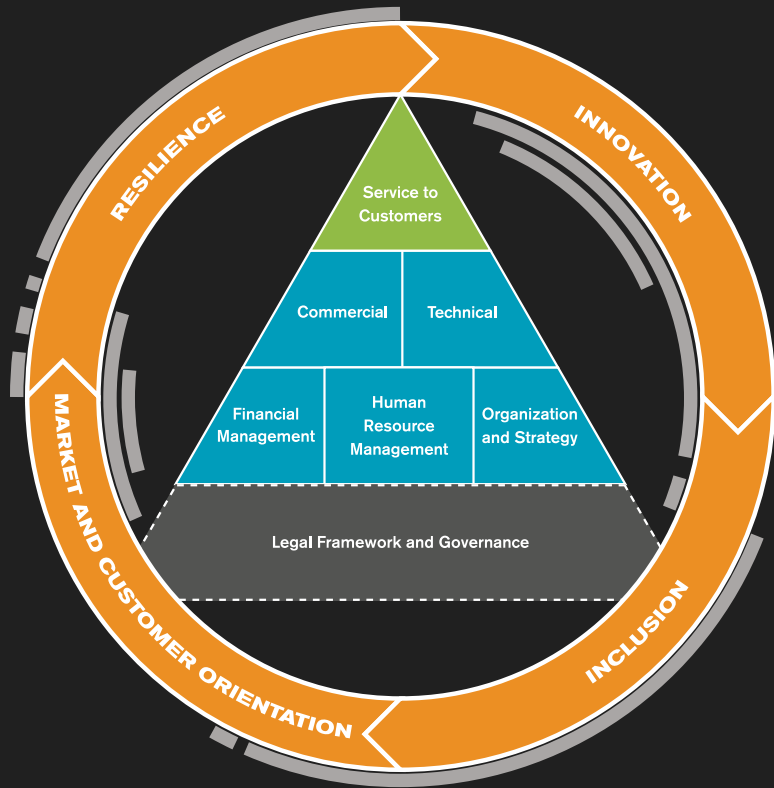 RESILIENCE
INNOVATION
Service to
Customers
Commercial
Technical
Financial
Management
Human
Resource
Management
Organization
and Strategy
Legal Framework and Governance
MARKET AND CUSTOMER ORIENTATION
INCLUSION